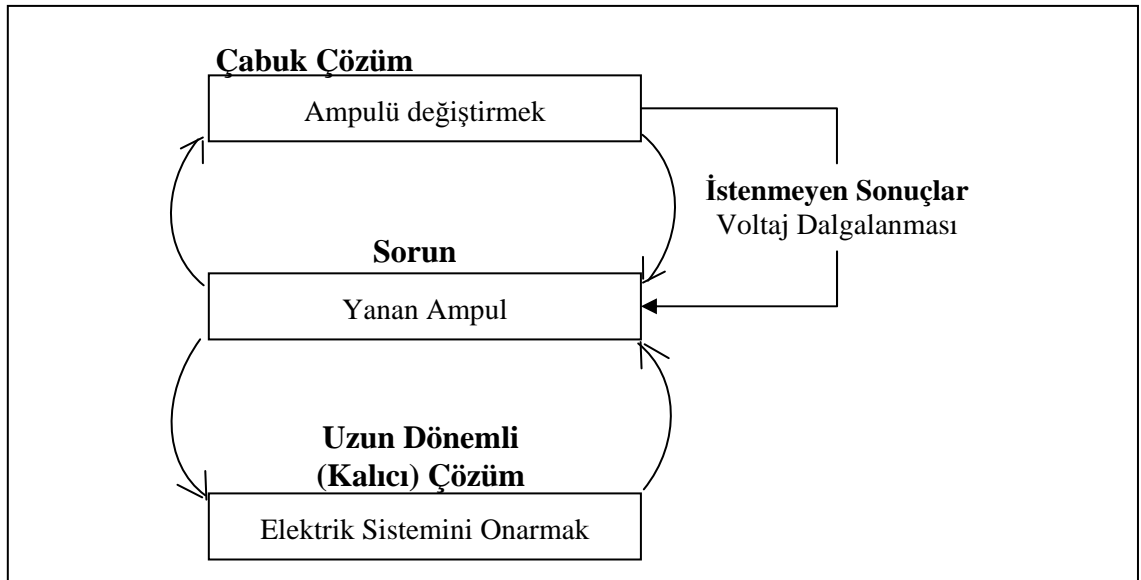 Çabuk Çözüm
Ampulü değiştirmek
İstenmeyen Sonuçlar
Voltaj Dalgalanması
Sorun
Yanan Ampul
Uzun Dönemli
(Kalıcı) Çözüm
Elektrik Sistemini Onarmak